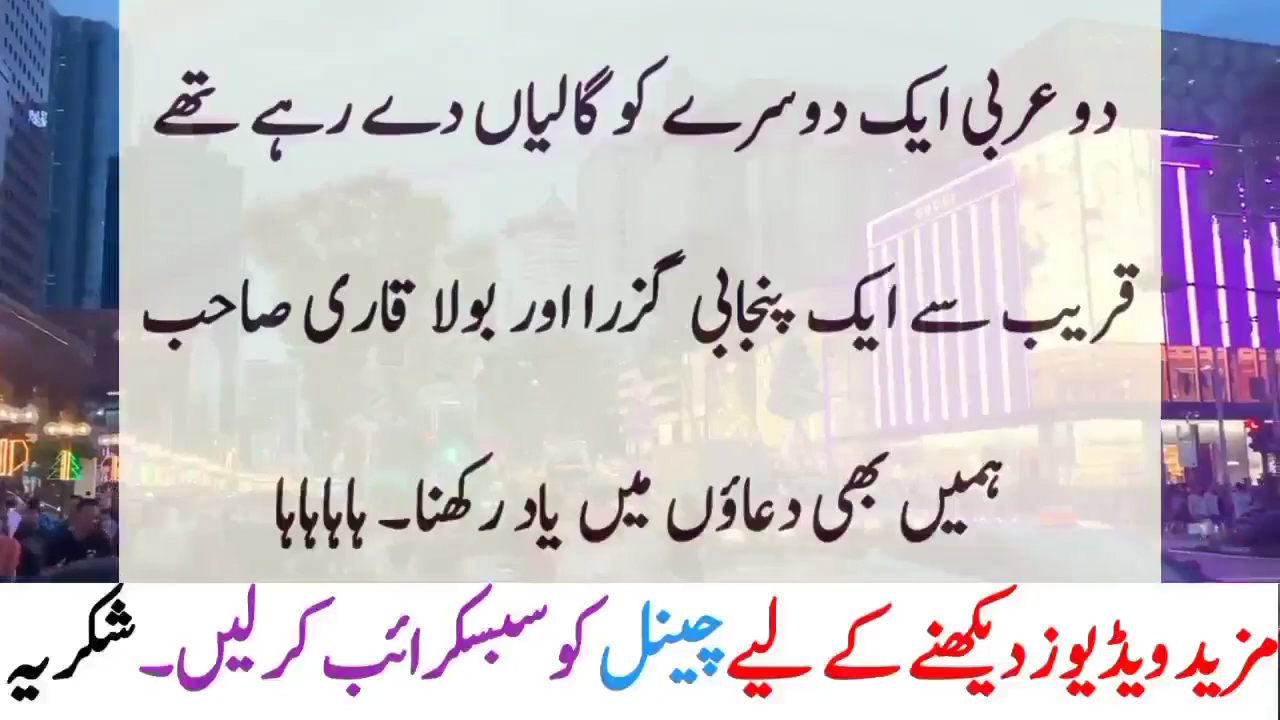 دو عربی ایک دوسرے کو گالیاں دے رہے تھے
قریب سے ایک پنجابی گزرا اور بولا قاری صاحب
ہمیں بھی دعاؤں میں یاد رکھنا۔ ہاہاہاہا
مزید ویڈیوز دیکھنے کے لیے چینل کو سبسکرائب کر لیں۔ شکریہ